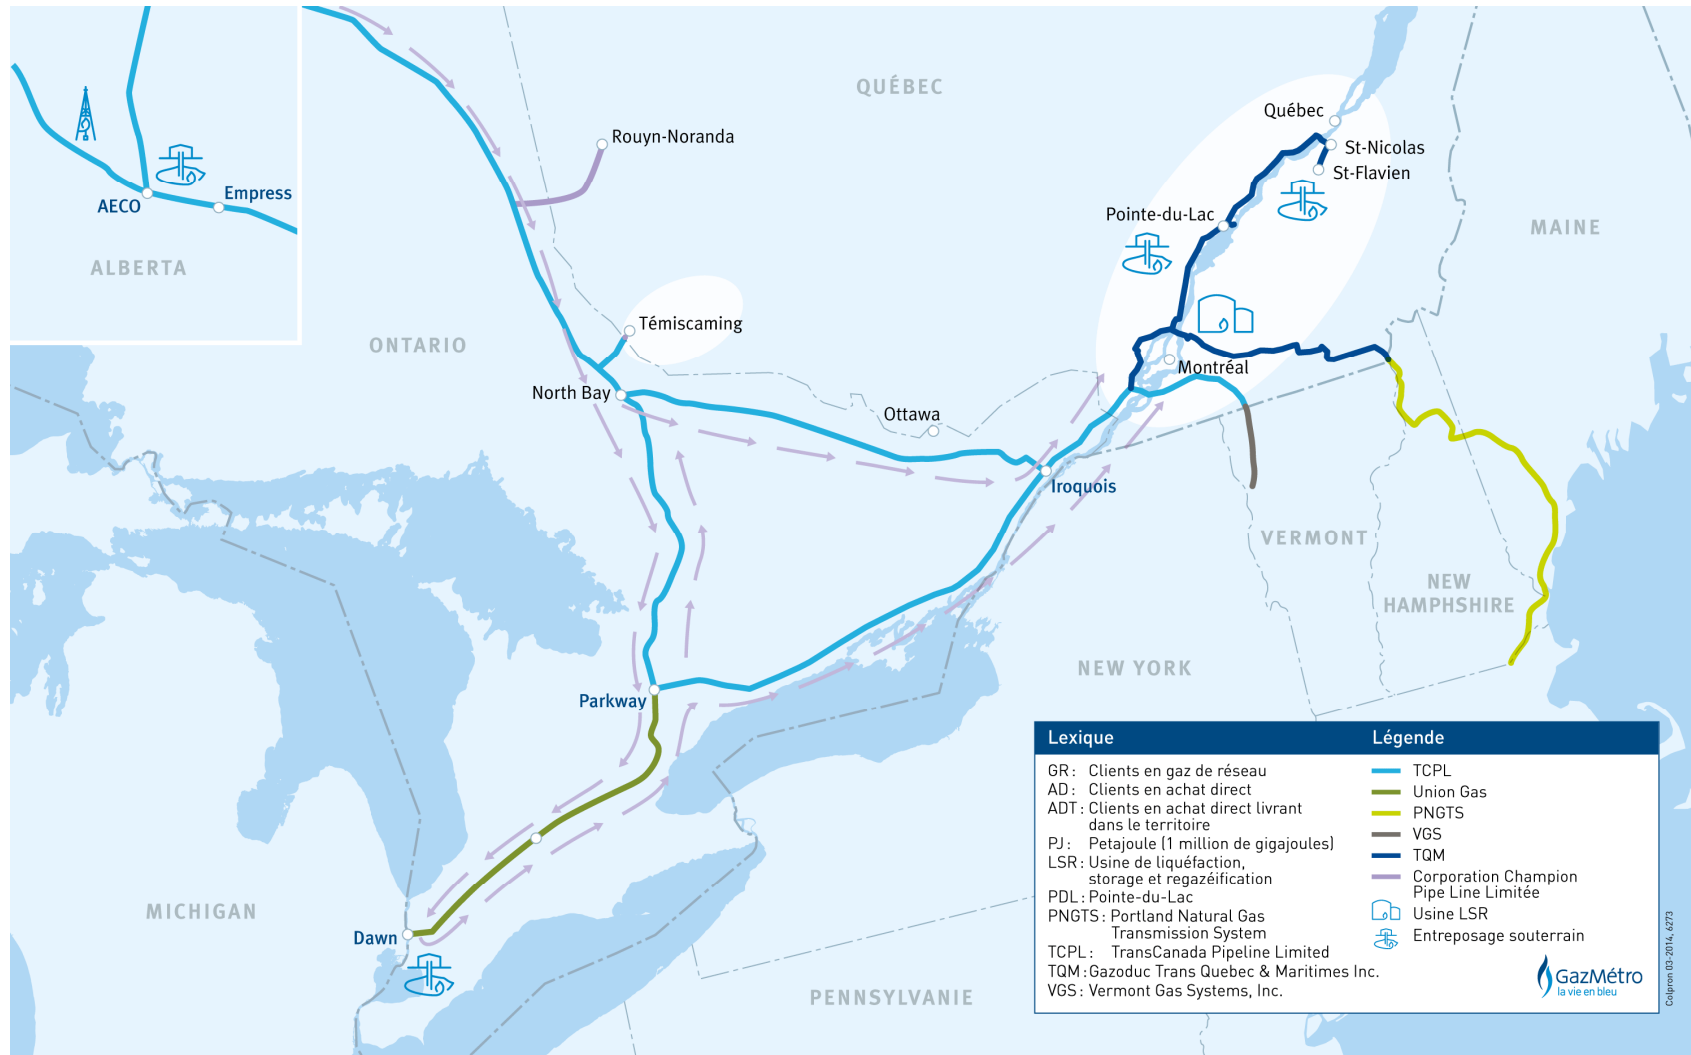 QUÉBEC
Québec
Rouyn-Noranda
St-Nicolas
St-Flavien
AECO
Empress
Pointe-du-Lac
MAINE
ALBERTA
ONTARIO
Témiscaming
Montréal
North Bay
Ottawa
Iroquois
VERMONT
NEW
HAMPHSHIRE
NEW YORK
Parkway
MICHIGAN
Dawn
PENNSYLVANIE
Lexique
GR : Clients en gaz de réseau
AD : Clients en achat direct
ADT : Clients en achat direct livrant
dans le territoire
PJ : Petajoule (1 million de gigajoules)
LSR : Usine de liquéfaction,
storage et regazéification
PDL : Pointe-du-Lac
PNGTS : Portland Natural Gas
Transmission System
TCPL : TransCanada Pipeline Limited
TQM : Gazoduc Trans Quebec & Maritimes Inc.
VGS : Vermont Gas Systems, Inc.
Légende
TCPL
Union Gas
PNGTS
VGS
TQM
Corporation Champion
Pipe Line Limitée
Usine LSR
Entreposage souterrain
GazMétro
la vie en bleu
Colpron 03-2014, 6273